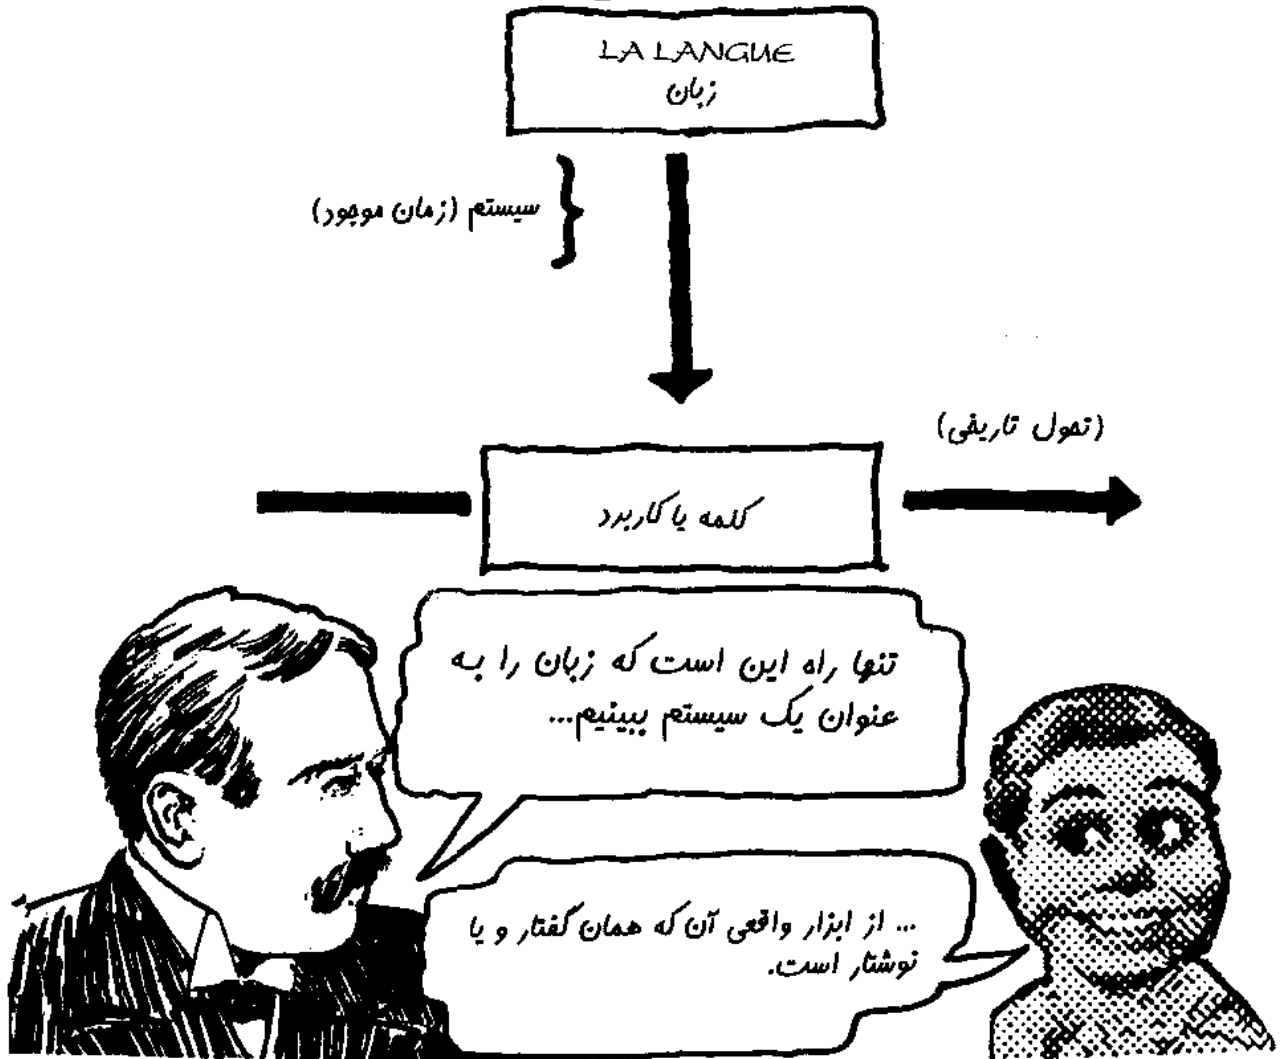 LA LANGUE
زبان
سیستم (زمان موجود)
(تحول تاریخی)
کلمه یا کاربرد
تنها راه این است که زبان را به
عنوان یک سیستم ببینیم...
... از ابزار واقعی آن که همان گفتار و یا
نوشتار است.